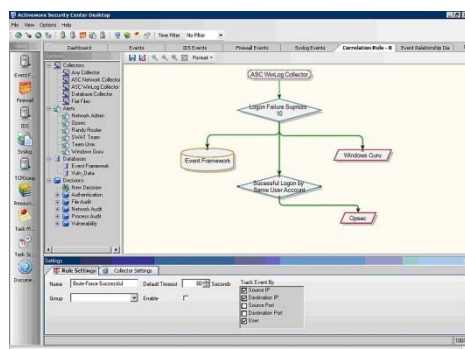 Activeworx Security Center Desktop
File View Options Help
Time Filter No Filter
Dashboard Events IDS Events Firewall Events Syslog Events Correlation Rule - B Event Relationship Dia
Format
Collectors
Any Collector
ASC Network Collector
ASC WinLog Collector
Database Collector
Flat Files
Alerts
Network Admin
Opsec
Randy Router
SWAT Team
Team Unix
Windows Guru
Databases
Event Framework
Vuln_Data
Decisions
New Decision
Authentication
File Audit
Network Audit
Process Audit
Vulnerability
Firewall
IDS
Syslog
TCPDump
Resourc...
Task M...
Docume...
ASC WinLog Collector
Logon Failure Supress
10
Event Framework
Windows Guru
Sucessful Logon by
Same User Account
Opsec
Settings
Rule Settings Collector Settings
Name Brute Force Successful Default Timeout 60 Seconds
Group Enable
Track Event By
Source IP
Destination IP
Source Port
Destination Port
User